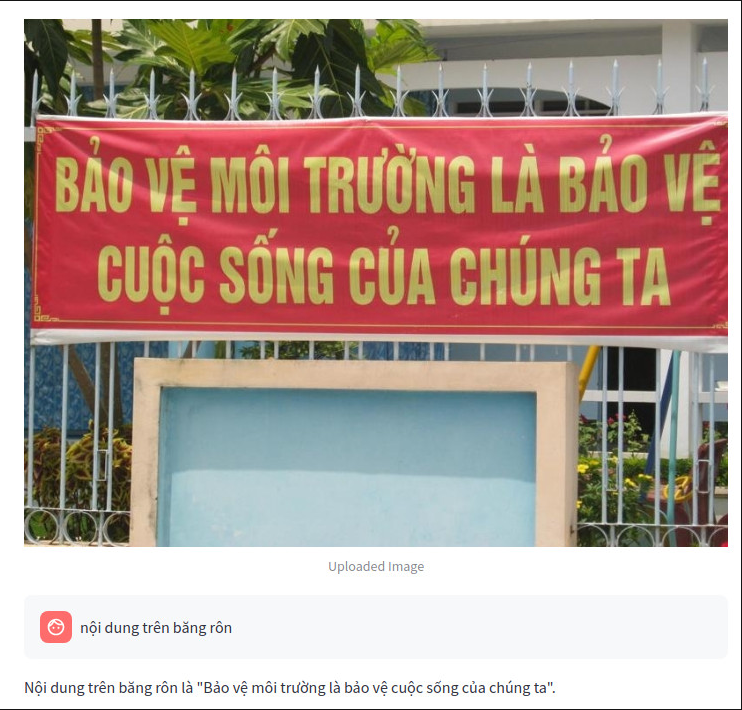 BẢO VỆ MÔI TRƯỜNG LÀ BẢO VỆ
CUỘC SỐNG CỦA CHÚNG TA
Uploaded Image
nội dung trên băng rôn
Nội dung trên băng rôn là "Bảo vệ môi trường là bảo vệ cuộc sống của chúng ta".